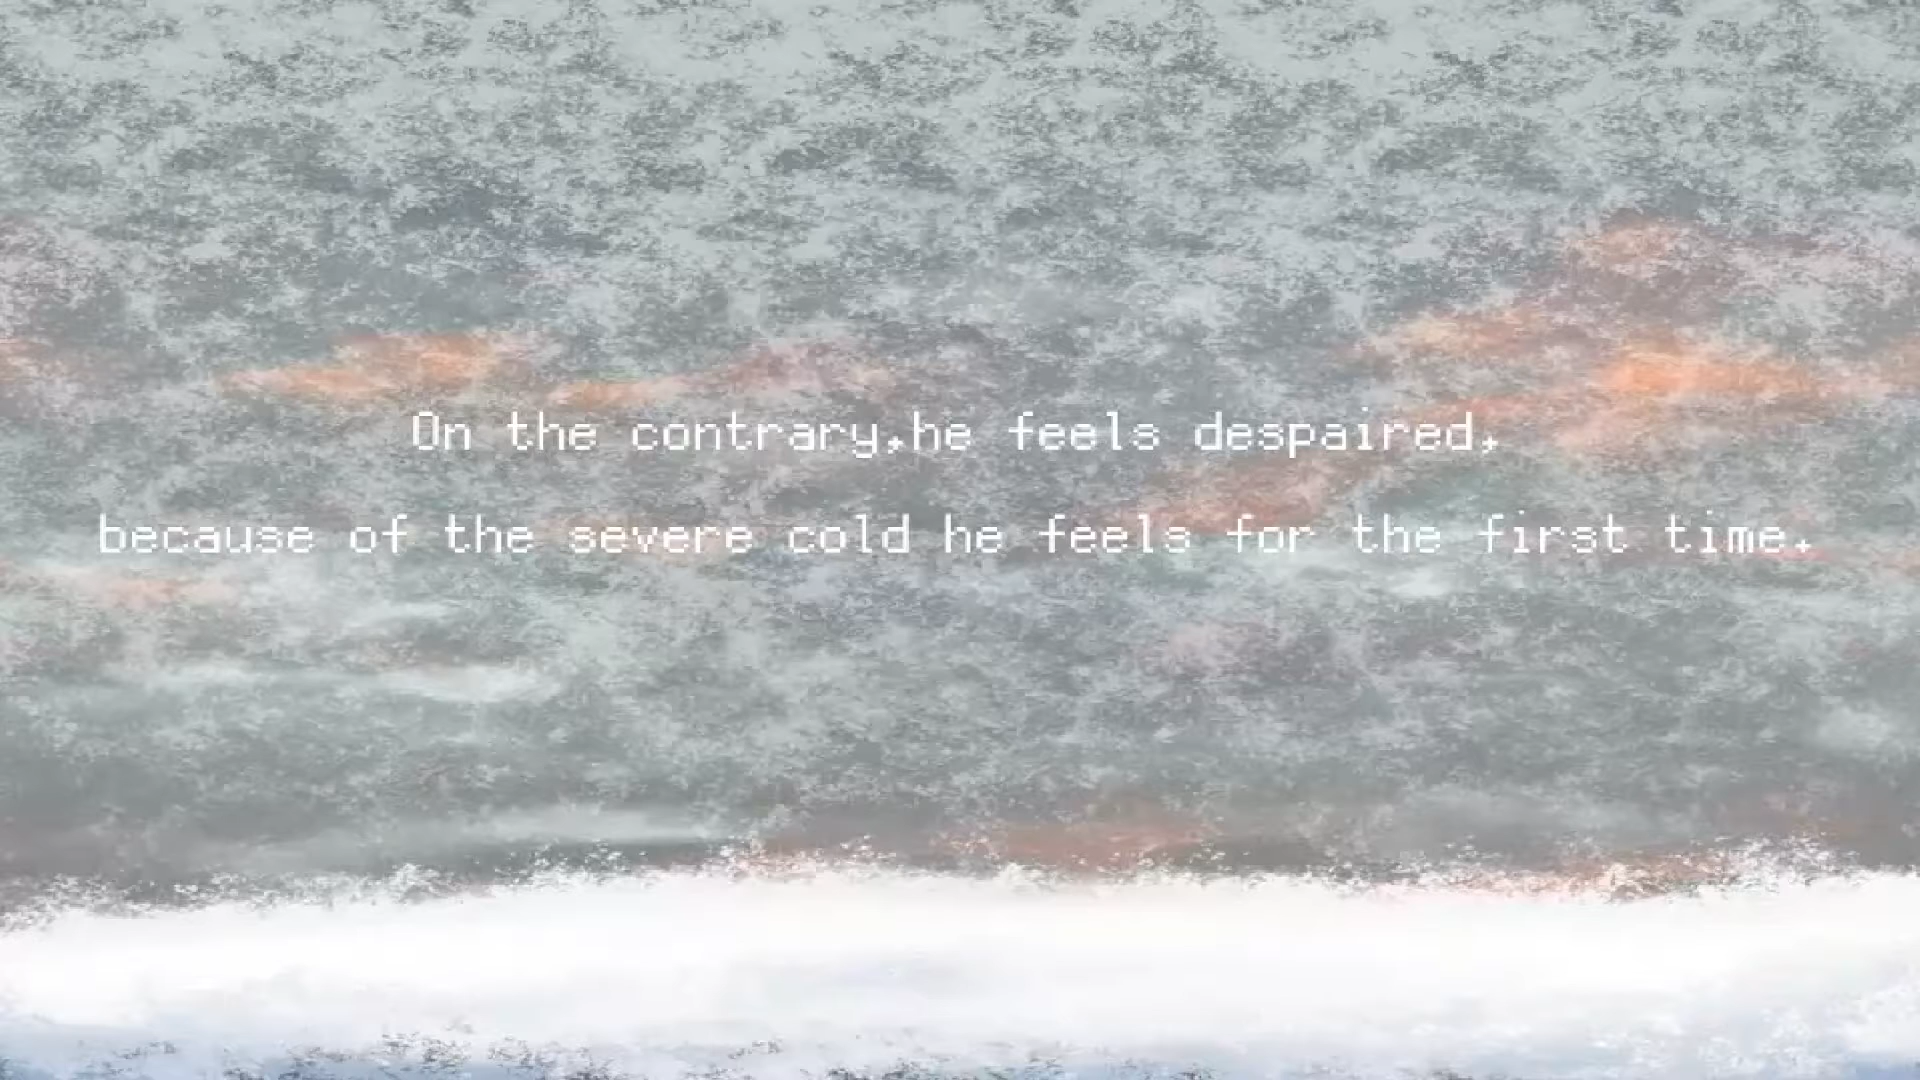 On the contrary,he feels despaired,
because of the severe cold he feels for the first time.